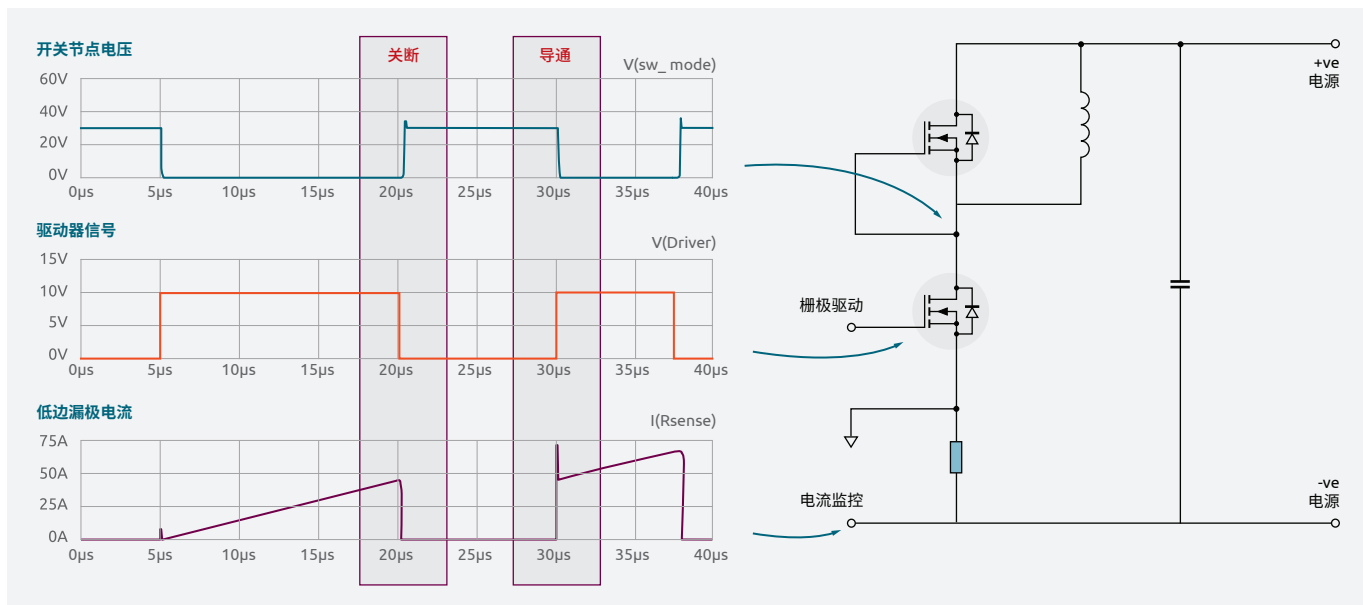 开关节点电压
关断
导通
V(sw_ mode)
60V
40V
20V
0V
0µs
5µs
10µs
15µs
20µs
25µs
30µs
35µs
40µs
驱动器信号
V(Driver)
15V
10V
5V
0V
0µs
5µs
10µs
15µs
20µs
25µs
30µs
35µs
40µs
低边漏极电流
I(Rsense)
75A
50A
25A
0A
0µs
5µs
10µs
15µs
20µs
25µs
30µs
35µs
40µs
+ve
电源
栅极驱动
电流监控
-ve
电源